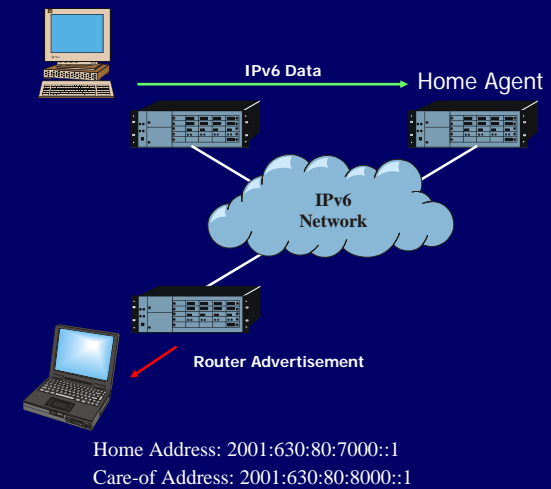 IPv6 Data
Home Agent
IPv6
Network
Router Advertisement
Home Address: 2001:630:80:7000::1
Care-of Address: 2001:630:80:8000::1